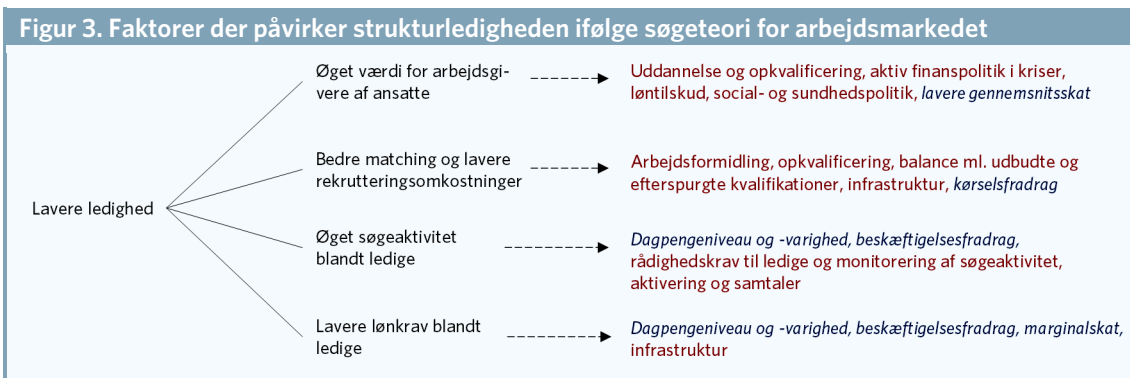 Figur 3. Faktorer der påvirker strukturledigheden ifølge søgeteori for arbejdsmarkedet
Lavere ledighed
Øget værdi for arbejdsgi-
vere af ansatte
Uddannelse og opkvalificering, aktiv finanspolitik i kriser,
løntilskud, social- og sundhedspolitik, lavere gennemsnitsskat
Bedre matching og lavere
rekrutteringsomkostninger
Arbejdsformidling, opkvalificering, balance ml. udbudte og
efterspurgte kvalifikationer, infrastruktur, kørselsfradrag
Øget søgeaktivitet
blandt ledige
Dagpengeniveau og -varighed, beskæftigelsesfradrag,
rådighedskrav til ledige og monitorering af søgeaktivitet,
aktivering og samtaler
Lavere lønkrav blandt
ledige
Dagpengeniveau og -varighed, beskæftigelsesfradrag, marginalskat,
infrastruktur